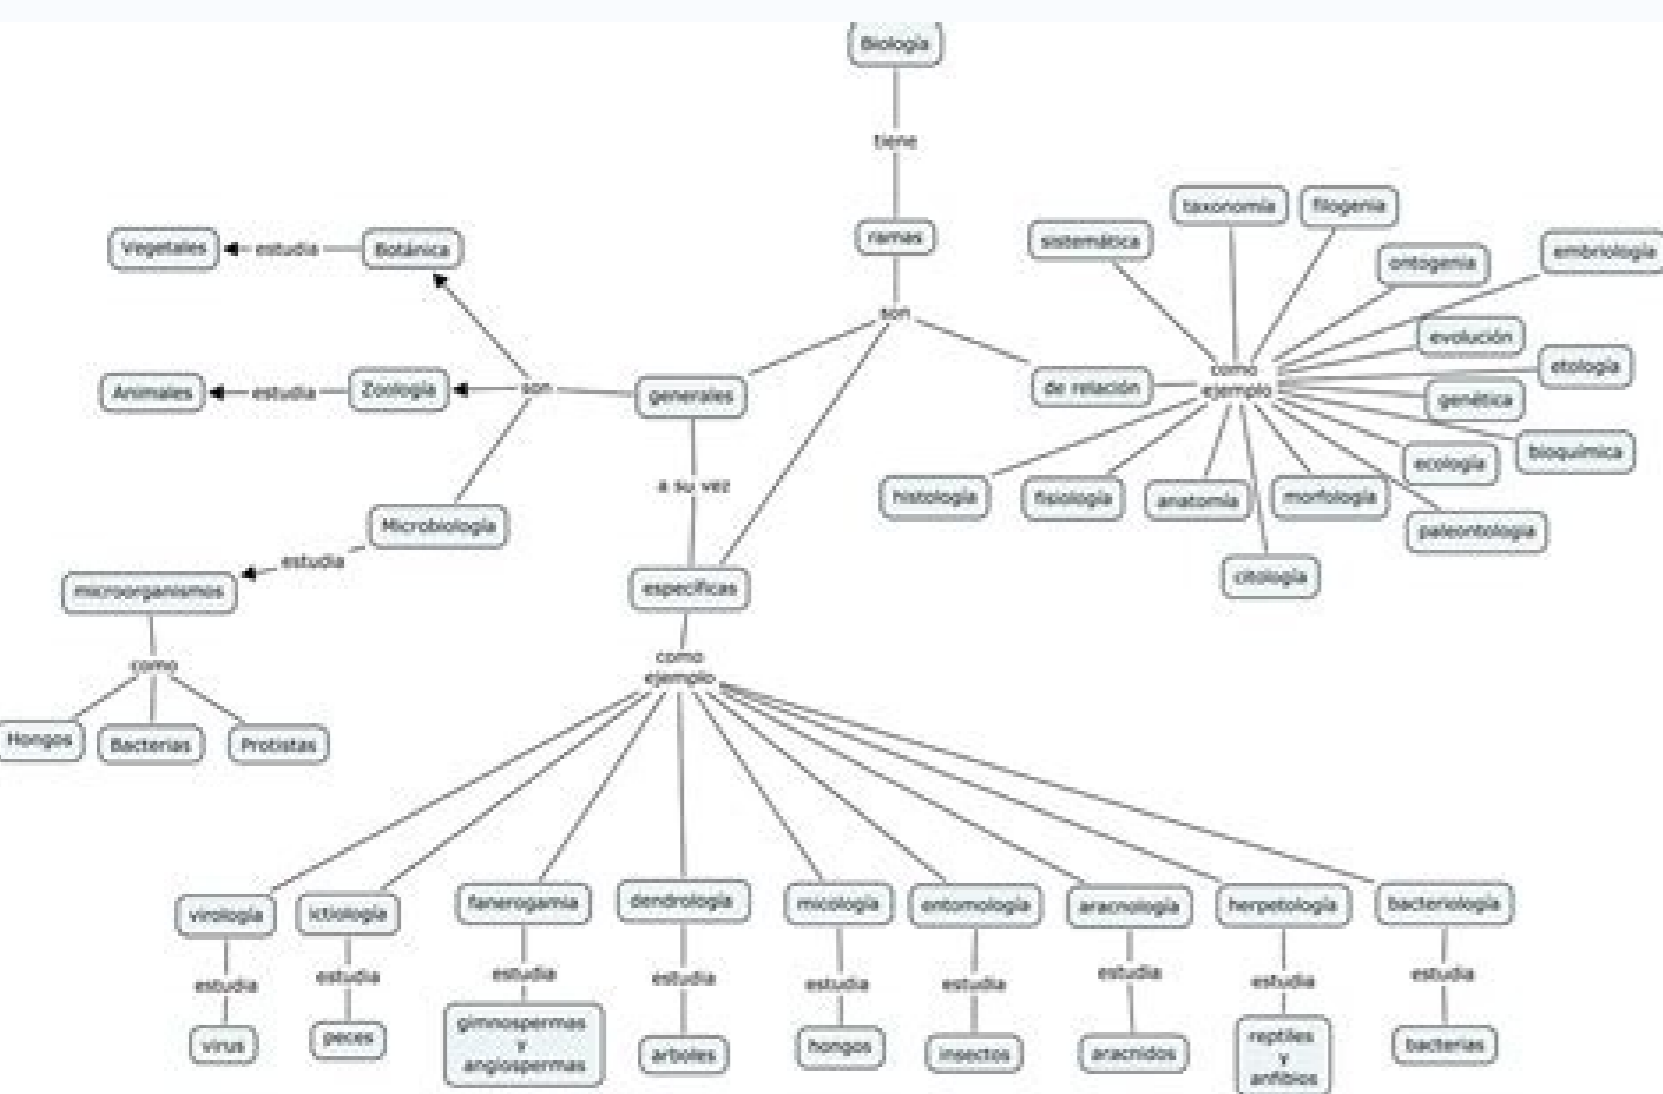 Biología
tiene
ramas
son
generales
de relación
a su vez
específicas
son
Botánica
estudia
Vegetales
Zoología
estudia
Animales
Microbiología
estudia
microorganismos
como
Hongos
Bacterias
Protistas
como
ejemplo
sistemática
taxonomía
filogenia
ontogenia
embriología
evolución
etología
genética
bioquímica
ecología
paleontologia
morfología
citología
anatomía
fisiología
histología
como
ejemplo
virología
estudia
virus
ictiología
estudia
peces
fanerogamia
estudia
gimnospermas
y
angiospermas
dendrología
estudia
arboles
micología
estudia
hongos
entomología
estudia
insectos
aracnología
estudia
aracnidos
herpetología
estudia
reptiles
y
anfibios
bacteriología
estudia
bacterias